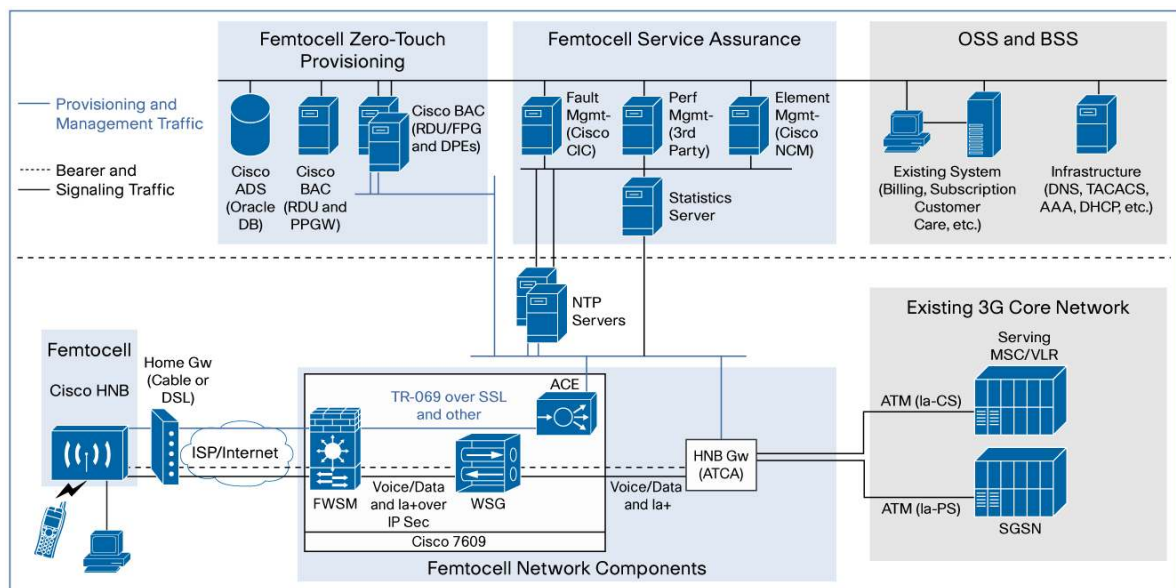 Femtocell Zero-Touch
Provisioning
Femtocell Service Assurance
OSS and BSS
Provisioning and
Management Traffic
Bearer and
Signaling Traffic
Cisco
ADS
(Oracle
DB)
Cisco
BAC
(RDU and
PPGW)
Cisco BAC
(RDU/FPG
and DPEs)
Fault
Mgmt-
(Cisco
CIC)
Perf
Mgmt-
(3rd
Party)
Element
Mgmt-
(Cisco
NCM)
Statistics
Server
Existing System
(Billing, Subscription
Customer
Care, etc.)
Infrastructure
(DNS, TACACS,
AAA, DHCP, etc.)
NTP
Servers
Existing 3G Core Network
Serving
MSC/VLR
ATM (Ia-CS)
ATM (Ia-PS)
SGSN
Femtocell
Cisco HNB
Home Gw
(Cable or
DSL)
ISP/Internet
TR-069 over SSL
and other
ACE
FWSM
Voice/Data
and Ia+over
IP Sec
WSG
Cisco 7609
Voice/Data
and Ia+
HNB Gw
(ATCA)
Femtocell Network Components